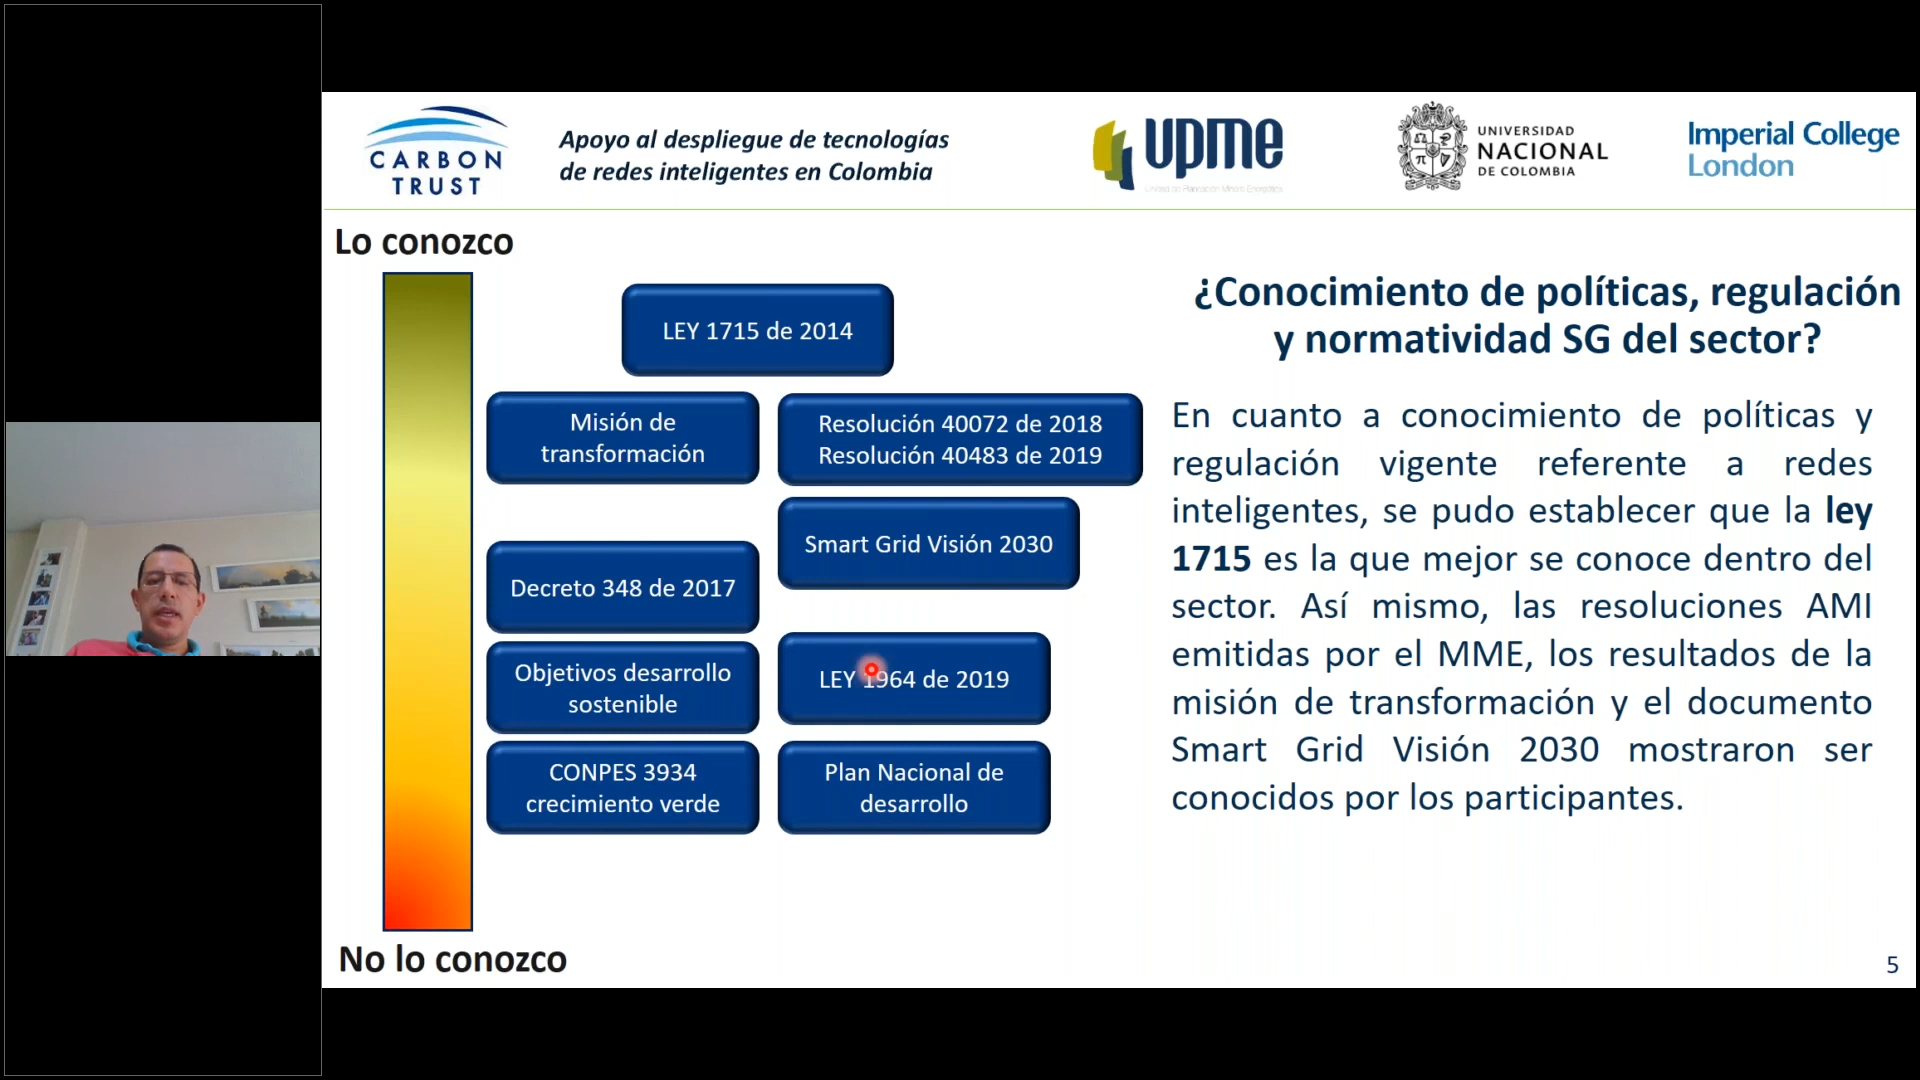 CARBON
TRUST
Apoyo al despliegue de tecnologías
de redes inteligentes en Colombia
upme
Unidad de Planeación Minero Energética
UNIVERSIDAD
NACIONAL
DE COLOMBIA
Imperial College
London
Lo conozco
LEY 1715 de 2014
Misión de
transformación
Resolución 40072 de 2018
Resolución 40483 de 2019
Smart Grid Visión 2030
Decreto 348 de 2017
Objetivos desarrollo
sostenible
LEY 1964 de 2019
CONPES 3934
crecimiento verde
Plan Nacional de
desarrollo
No lo conozco
¿Conocimiento de políticas, regulación
y normatividad SG del sector?
En cuanto a conocimiento de políticas y
regulación vigente referente a redes
inteligentes, se pudo establecer que la ley
1715 es la que mejor se conoce dentro del
sector. Así mismo, las resoluciones AMI
emitidas por el MME, los resultados de la
misión de transformación y el documento
Smart Grid Visión 2030 mostraron ser
conocidos por los participantes.
5